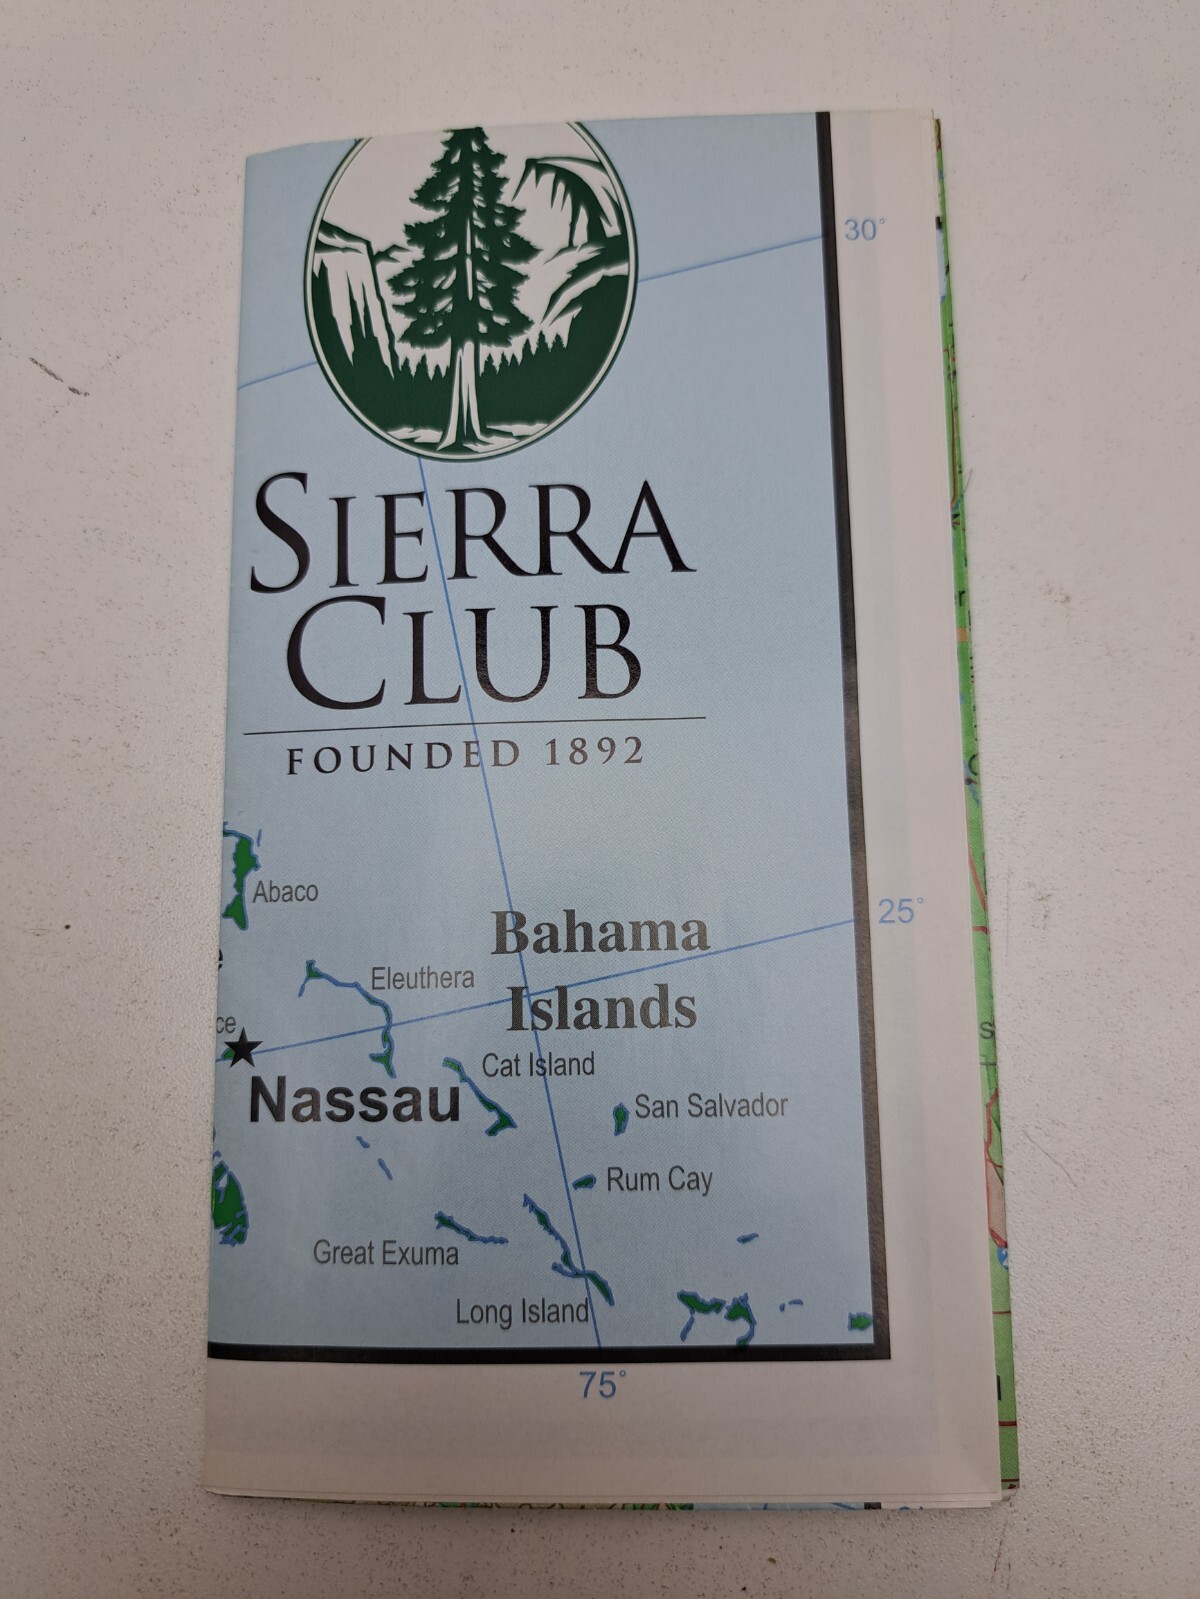 30°
SIERRA
CLUB
FOUNDED 1892
Abaco
25°
Bahama
Islands
Eleuthera
ce
Cat Island
Nassau
San Salvador
Rum Cay
Great Exuma
Long Island
75°